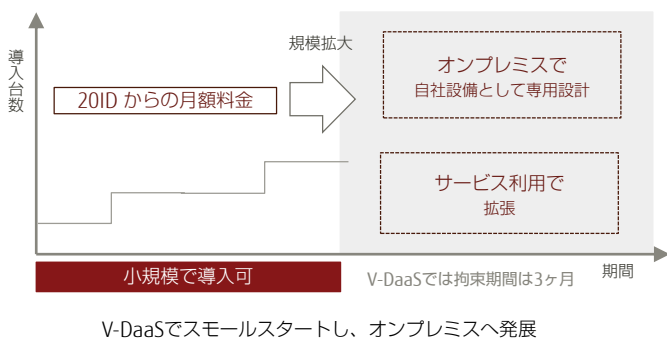 導入台数
規模拡大
20ID からの月額料金
オンプレミスで
自社設備として専用設計
サービス利用で
拡張
小規模で導入可
V-DaaSでは拘束期間は3ヶ月
期間
V-DaaSでスモールスタートし、オンプレミスへ発展